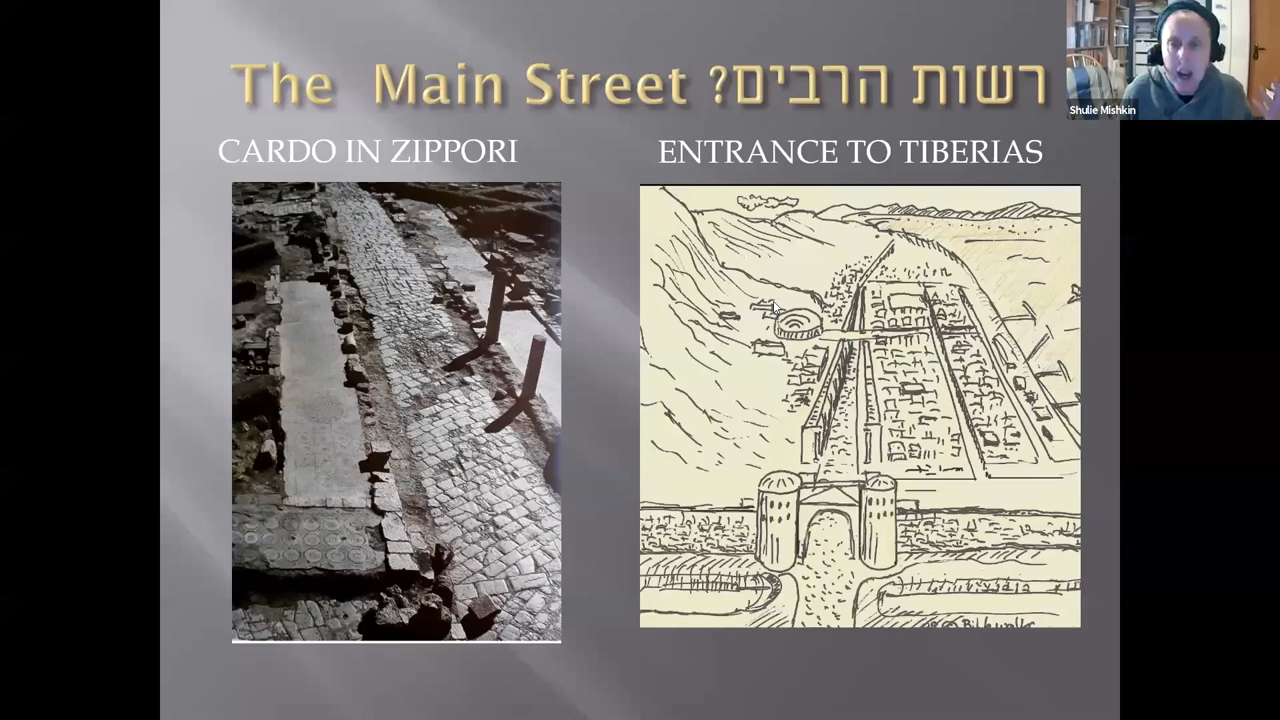 The  Main Street ?רשות הרבים
Shulie Mishkin
CARDO IN ZIPPORI
ENTRANCE TO TIBERIAS